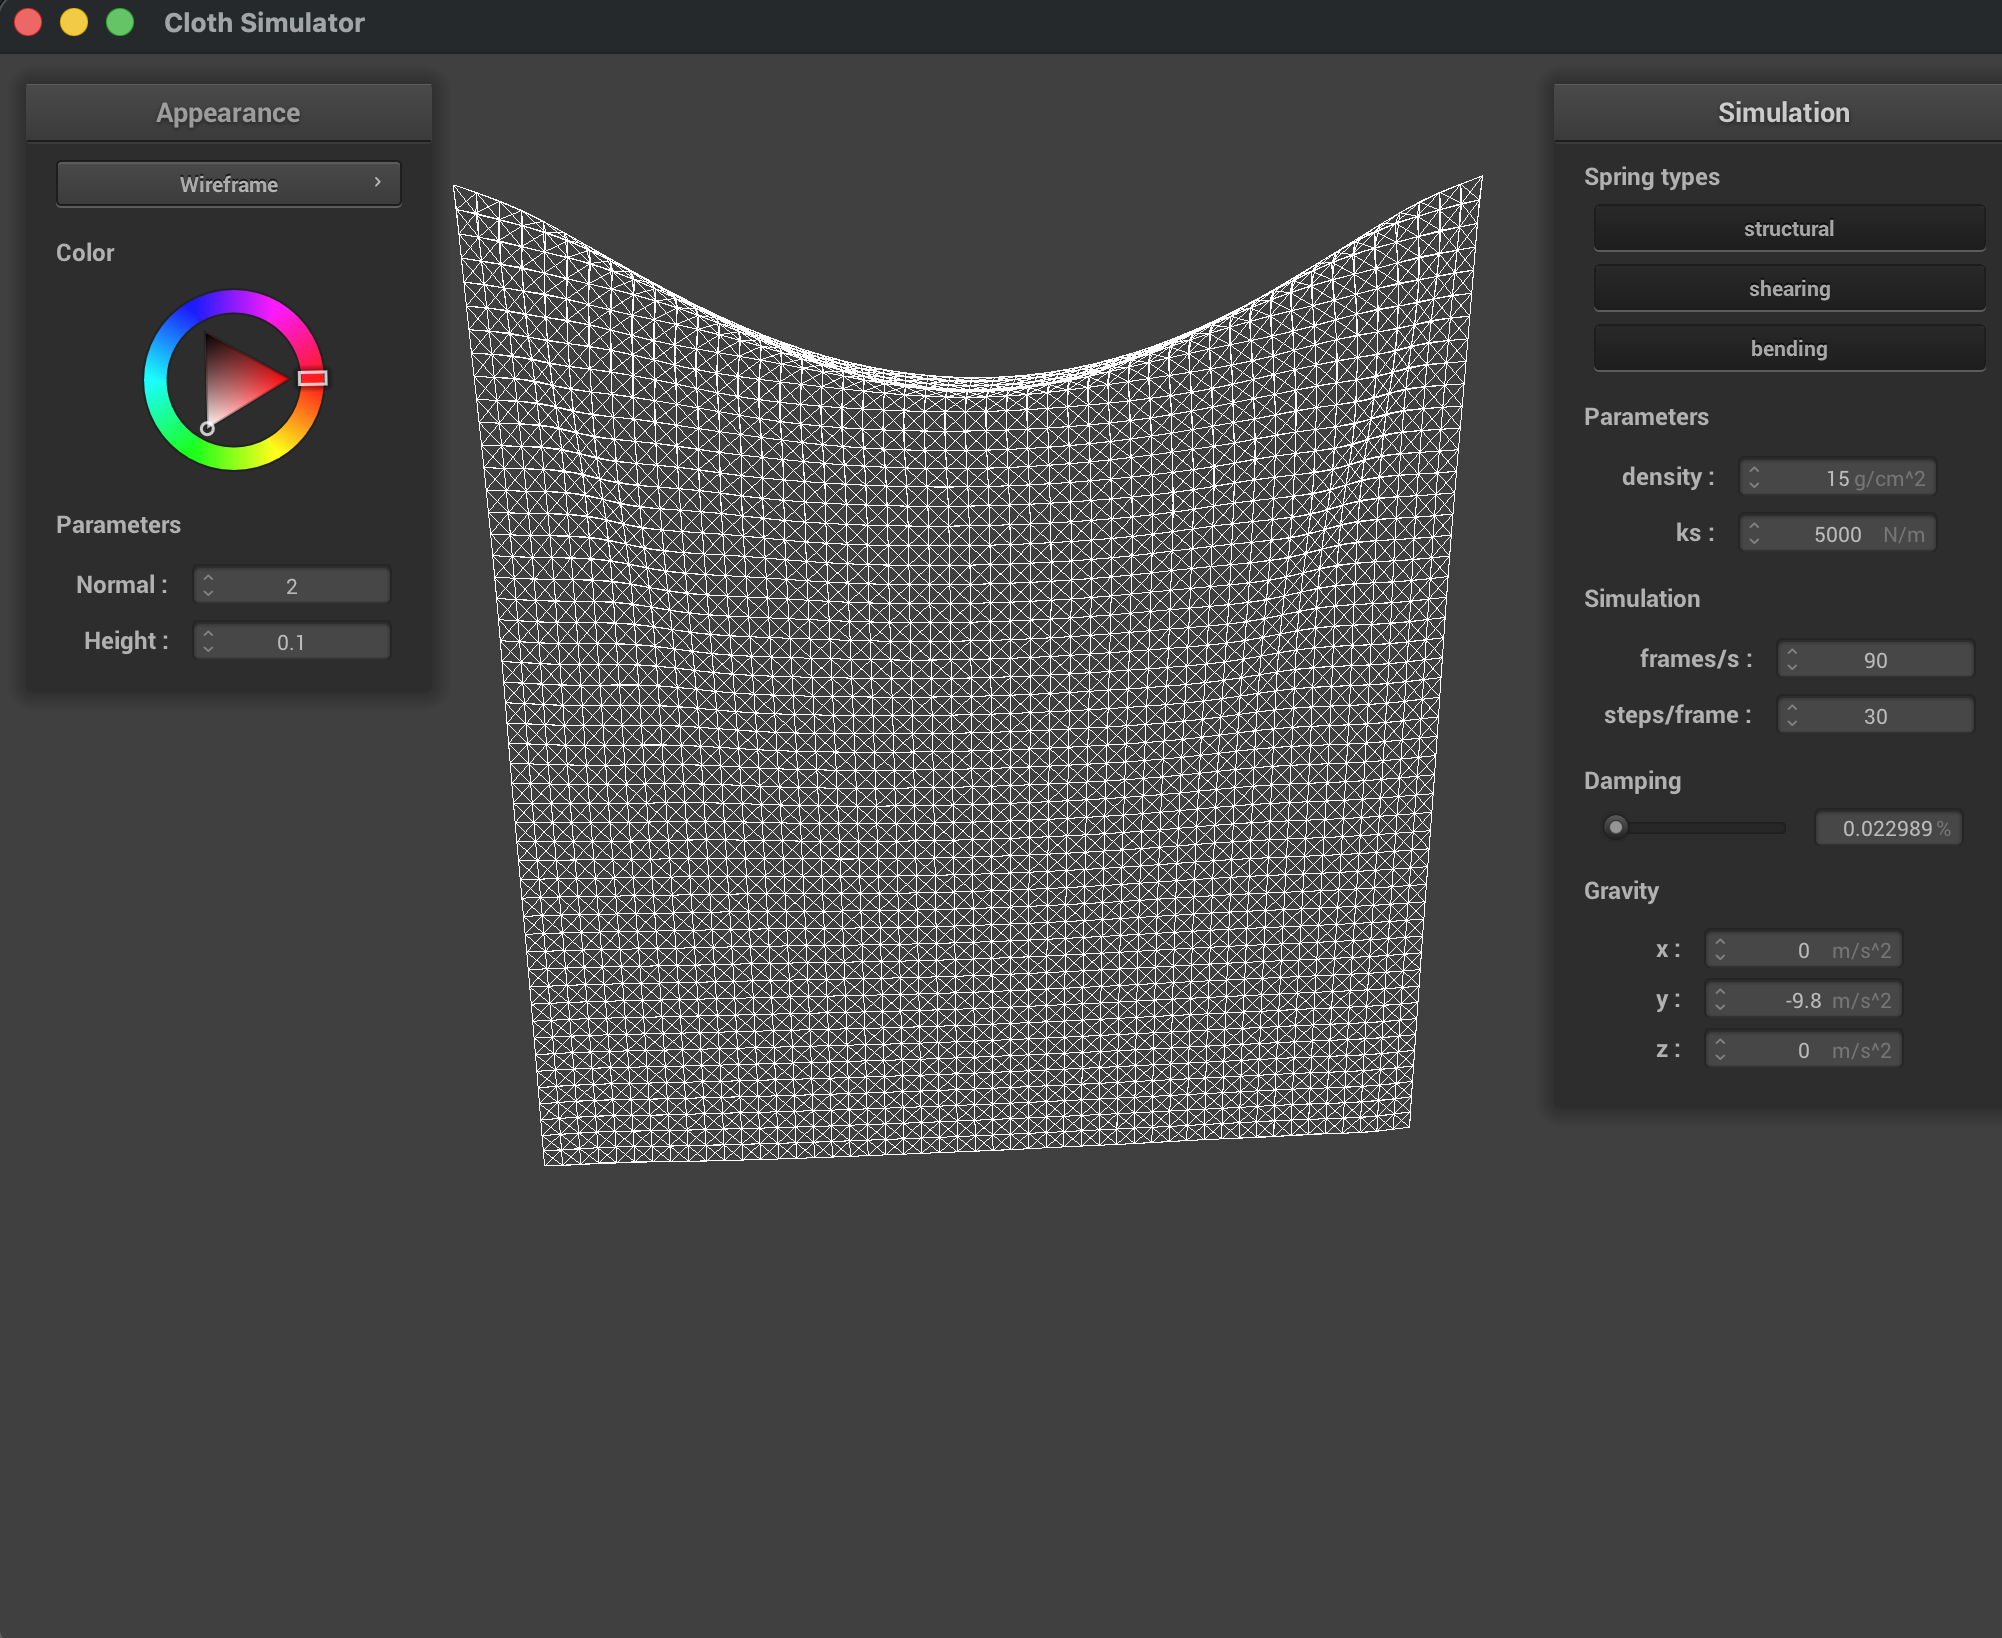 Cloth Simulator
Appearance
Wireframe
Color
Parameters
Normal : 2
Height : 0.1
Simulation
Spring types
structural
shearing
bending
Parameters
density : 15 g/cm^2
ks : 5000 N/m
Simulation
frames/s : 90
steps/frame : 30
Damping
0.022989 %
Gravity
x : 0 m/s^2
y : -9.8 m/s^2
z : 0 m/s^2